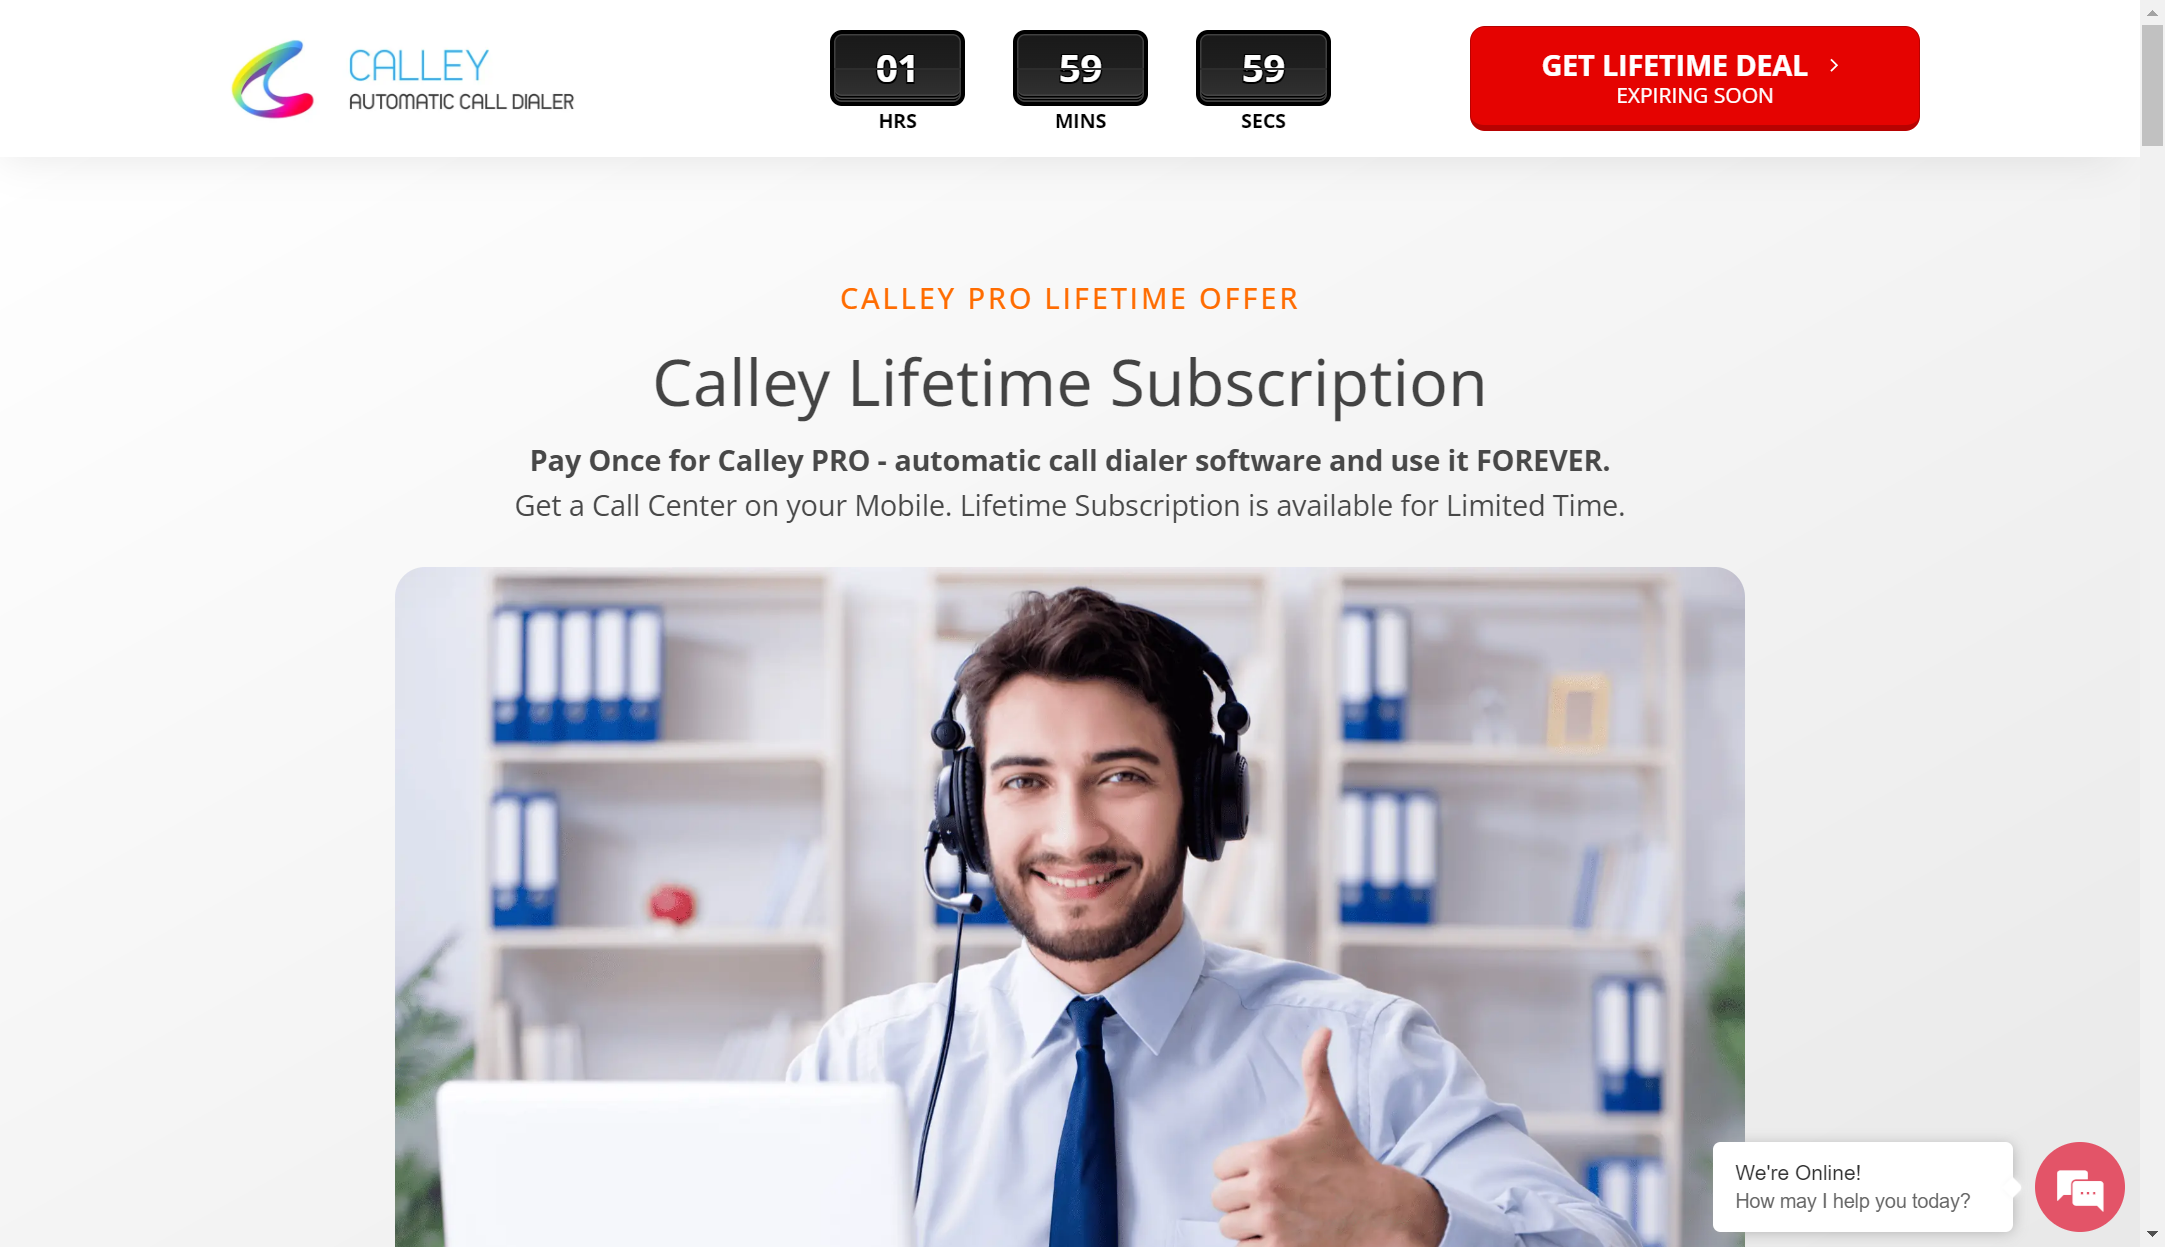 CALLEY
AUTOMATIC CALL DIALER
01
HRS
59
MINS
59
SECS
GET LIFETIME DEAL
EXPIRING SOON
CALLEY PRO LIFETIME OFFER
Calley Lifetime Subscription
Pay Once for Calley PRO - automatic call dialer software and use it FOREVER.
Get a Call Center on your Mobile. Lifetime Subscription is available for Limited Time.
We're Online!
How may I help you today?